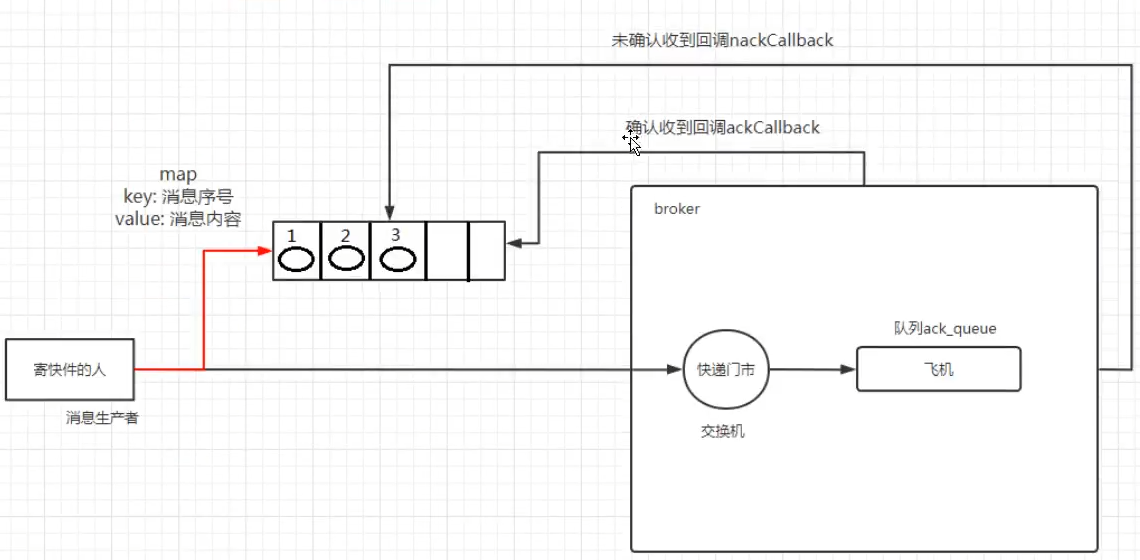 未确认收到回调nackCallback
确认收到回调ackCallback
map
key: 消息序号
value: 消息内容
broker
1 2 3
队列ack_queue
寄快件的人
快递门市
飞机
消息生产者
交换机